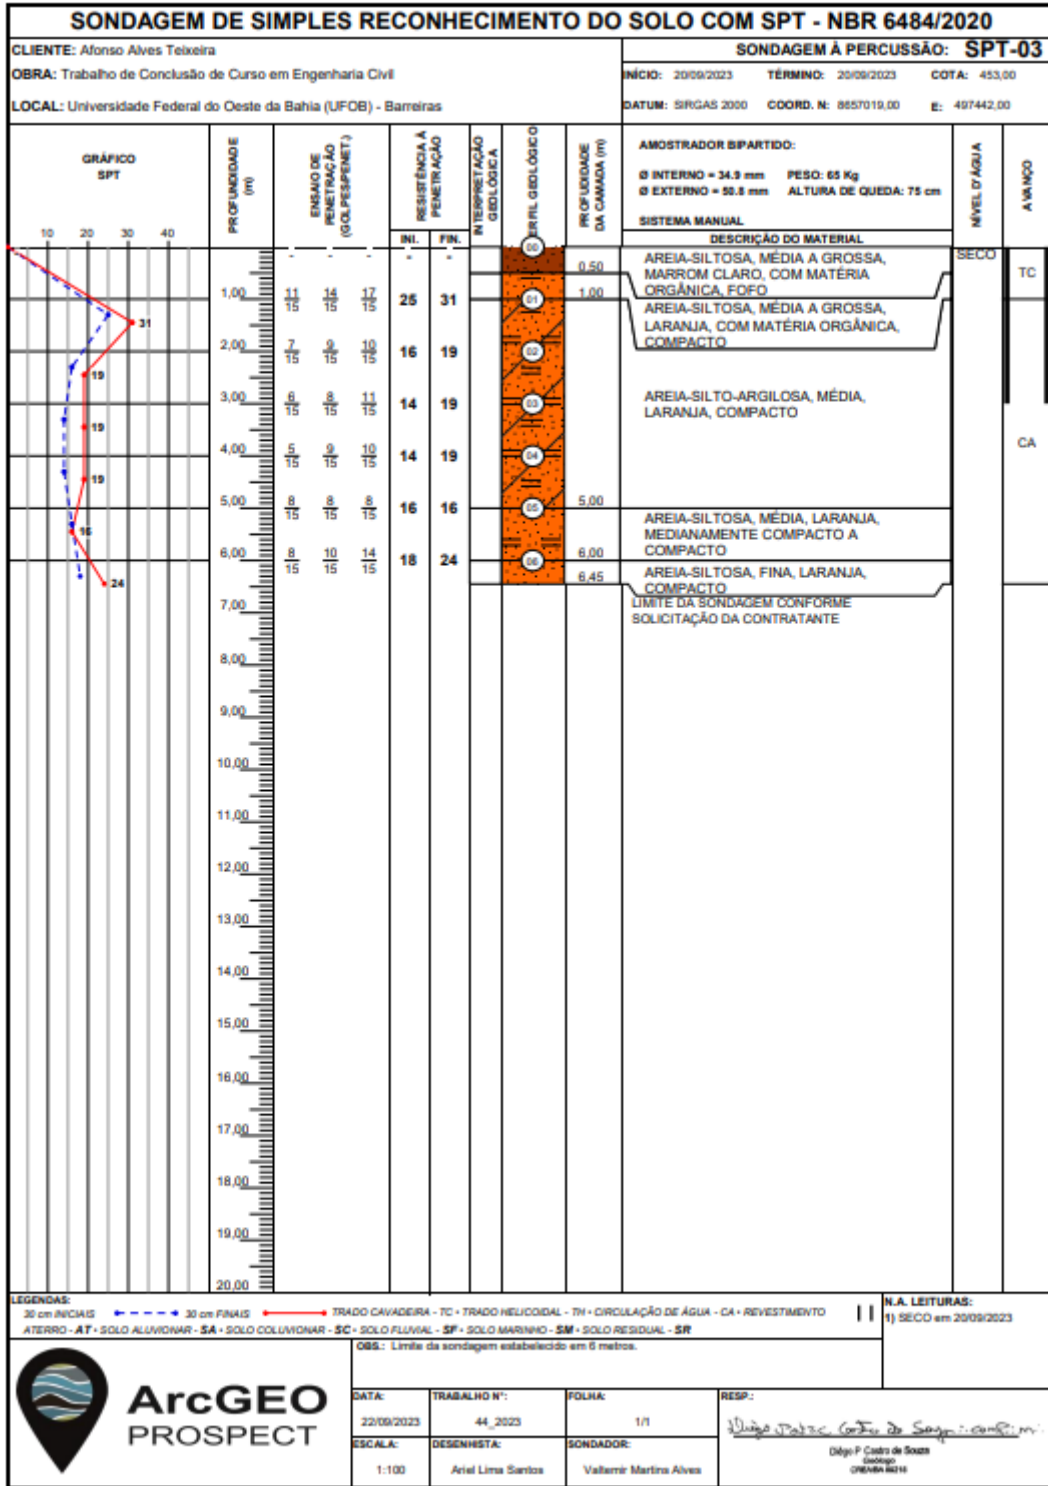 SONDAGEM DE SIMPLES RECONHECIMENTO DO SOLO COM SPT - NBR 6484/2020
CLIENTE: Afonso Alves Teixeira
SONDAGEM À PERCUSSÃO: SPT-03
OBRA: Trabalho de Conclusão de Curso em Engenharia Civil
INÍCIO: 20/09/2023 TÉRMINO: 20/09/2023 COTA: 453,00
LOCAL: Universidade Federal do Oeste da Bahia (UFOB) - Barreiras
DATUM: SIRGAS 2000 COORD. N: 8657019,00 E: 497442,00
GRÁFICO
SPT
10 20 30 40
PROFUNDIDADE
(m)
ENSAIO DE
PENETRAÇÃO
(GOLPES/PENET.)
RESISTÊNCIA À
PENETRAÇÃO
INI. FIN.
INTERPRETAÇÃO
GEOLÓGICA
PERFIL GEOLÓGICO
PROFUDIDADE
DA CAMADA (m)
AMOSTRADOR BIPARTIDO:
Ø INTERNO = 34.9 mm PESO: 65 Kg
Ø EXTERNO = 50.8 mm ALTURA DE QUEDA: 75 cm
SISTEMA MANUAL
DESCRIÇÃO DO MATERIAL
NÍVEL D'ÁGUA
AVANÇO
- - - - - 00
0,50
AREIA-SILTOSA, MÉDIA A GROSSA,
MARROM CLARO, COM MATÉRIA
ORGÂNICA, FOFO
SECO
TC
1,00 11/15 14/15 17/15 25 31 01 1,00
31
AREIA-SILTOSA, MÉDIA A GROSSA,
LARANJA, COM MATÉRIA ORGÂNICA,
COMPACTO
2,00 7/15 9/15 10/15 16 19 02
19
3,00 6/15 8/15 11/15 14 19 03
19
AREIA-SILTO-ARGILOSA, MÉDIA,
LARANJA, COMPACTO
CA
4,00 5/15 9/15 10/15 14 19 04
19
5,00 8/15 8/15 8/15 16 16 05 5,00
16
AREIA-SILTOSA, MÉDIA, LARANJA,
MEDIANAMENTE COMPACTO A
COMPACTO
6,00 8/15 10/15 14/15 18 24 06 6,00
24
6,45
AREIA-SILTOSA, FINA, LARANJA,
COMPACTO
LIMITE DA SONDAGEM CONFORME
SOLICITAÇÃO DA CONTRATANTE
7,00
8,00
9,00
10,00
11,00
12,00
13,00
14,00
15,00
16,00
17,00
18,00
19,00
20,00
LEGENDAS:
30 cm INICIAIS 30 cm FINAIS TRADO CAVADEIRA - TC • TRADO HELICOIDAL - TH • CIRCULAÇÃO DE ÁGUA - CA • REVESTIMENTO
ATERRO - AT • SOLO ALUVIONAR - SA • SOLO COLUVIONAR - SC • SOLO FLUVIAL - SF • SOLO MARINHO - SM • SOLO RESIDUAL - SR
N.A. LEITURAS:
1) SECO em 20/09/2023
OBS.: Limite da sondagem estabelecido em 6 metros.
ArcGEO
PROSPECT
DATA: TRABALHO N°: FOLHA: RESP.:
22/09/2023 44_2023 1/1
ESCALA: DESENHISTA: SONDADOR:
1:100 Ariel Lima Santos Valtemir Martins Alves
Diêgo P Castro de Souza
Geólogo